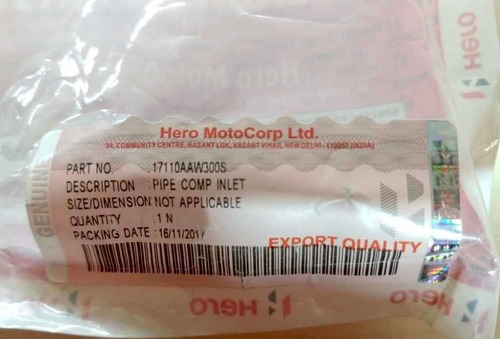 Hero
Hero
Hero MotoCorp Ltd.
34, COMMUNITY CENTRE, BASANT LOK, VASANT VIHAR, NEW DELHI - 110057 (INDIA)
GENUINE
PART NO. :17110AAW300S
DESCRIPTION :PIPE COMP INLET
SIZE/DIMENSION:NOT APPLICABLE
QUANTITY :1 N
PACKING DATE :16/11/2017
EXPORT QUALITY
Hero
Hero